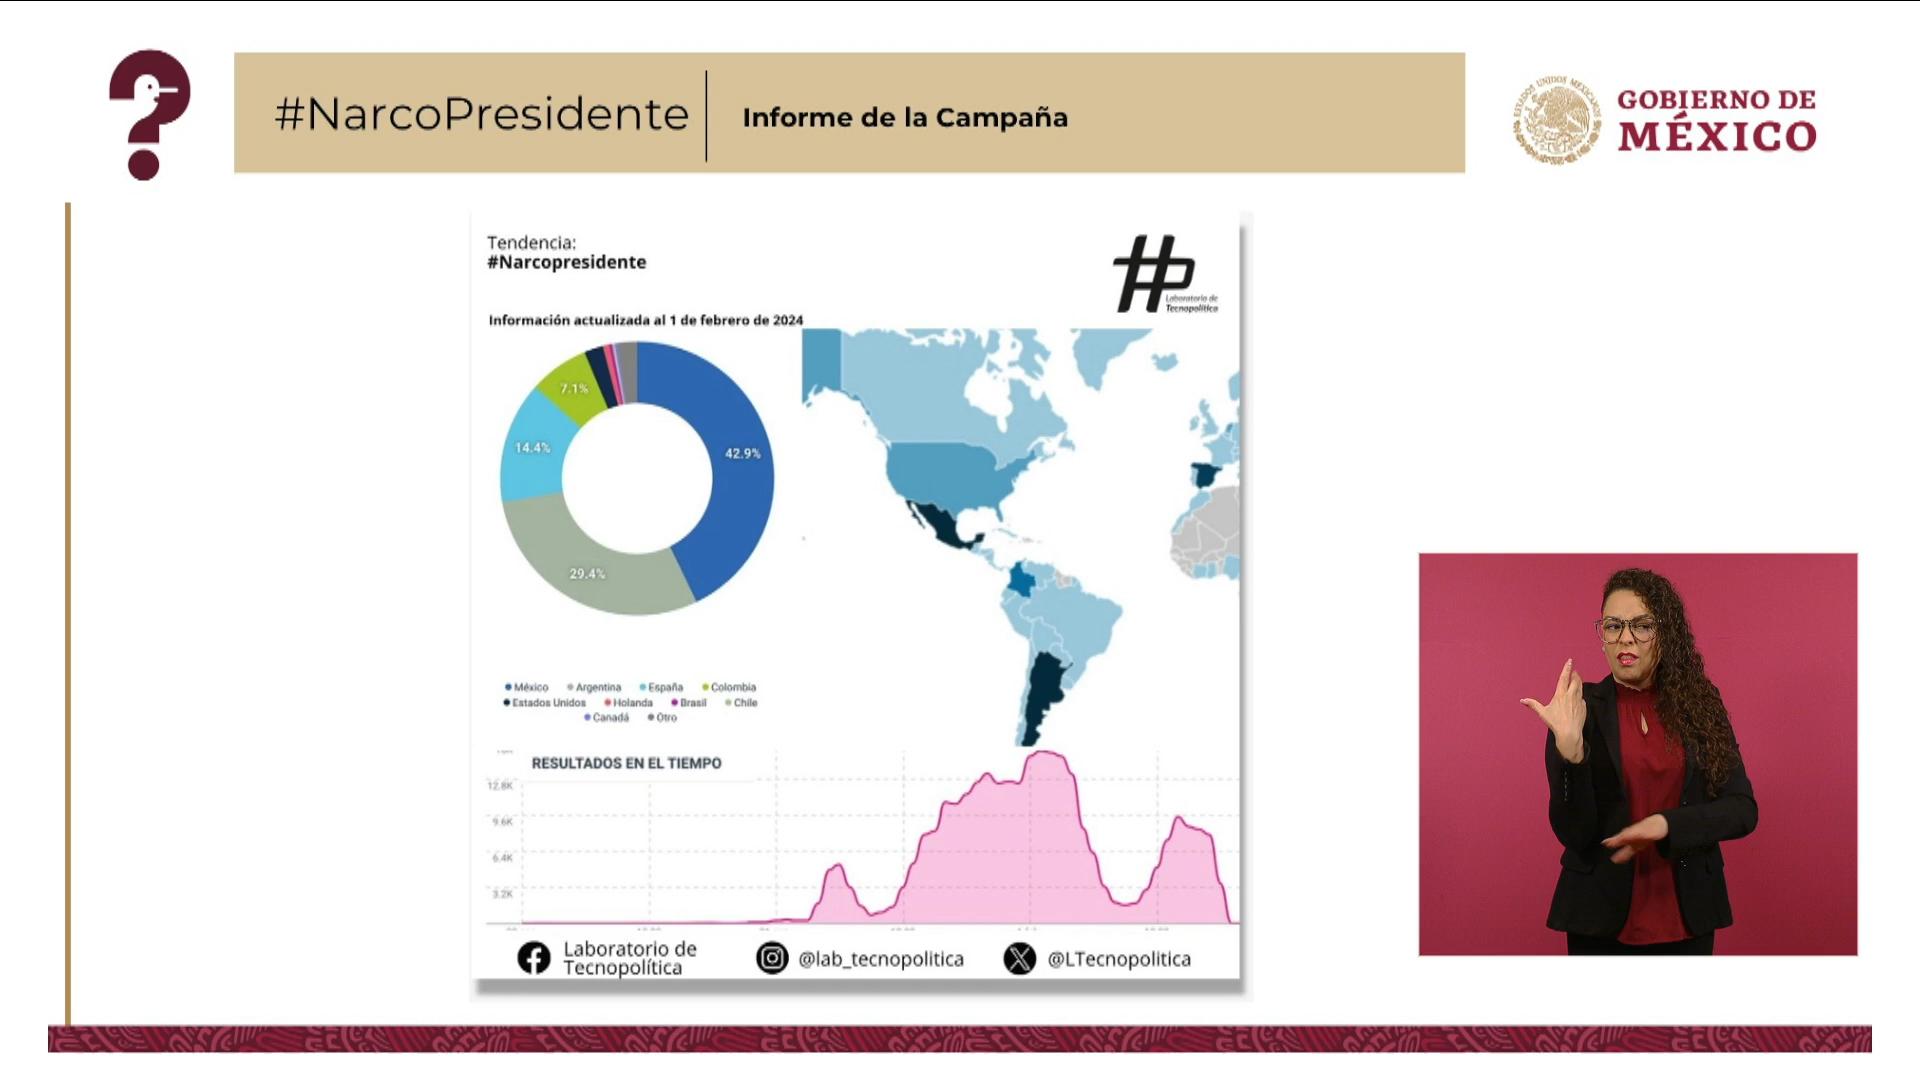 #NarcoPresidente
Informe de la Campaña
ESTADOS UNIDOS MEXICANOS
GOBIERNO DE
MÉXICO
Tendencia:
#Narcopresidente
Laboratorio de
Tecnopolítica
Información actualizada al 1 de febrero de 2024
7.1%
14.4%
42.9%
29.4%
México Argentina España Colombia
Estados Unidos Holanda Brasil Chile
Canadá Otro
RESULTADOS EN EL TIEMPO
12.8K
9.6K
6.4K
3.2K
Laboratorio de
Tecnopolítica
@lab_tecnopolitica
@LTecnopolitica